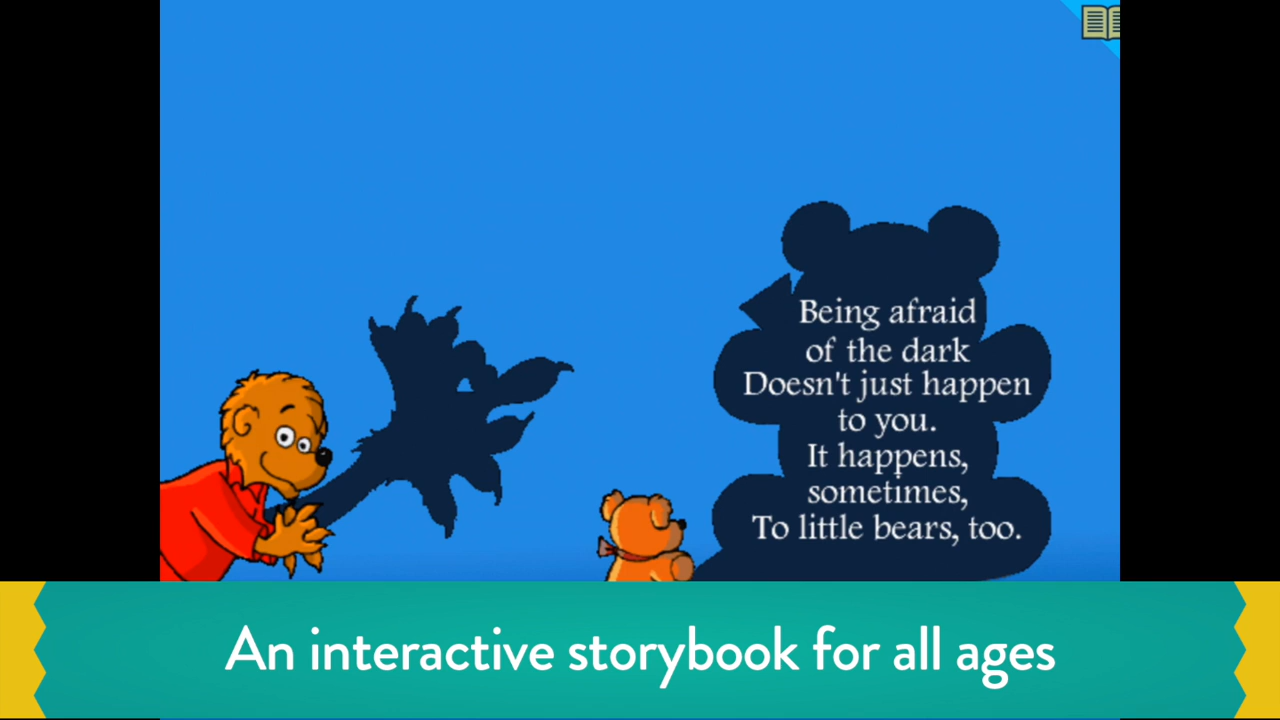 Being afraid
of the dark
Doesn't just happen
to you.
It happens,
sometimes,
To little bears, too.
An interactive storybook for all ages